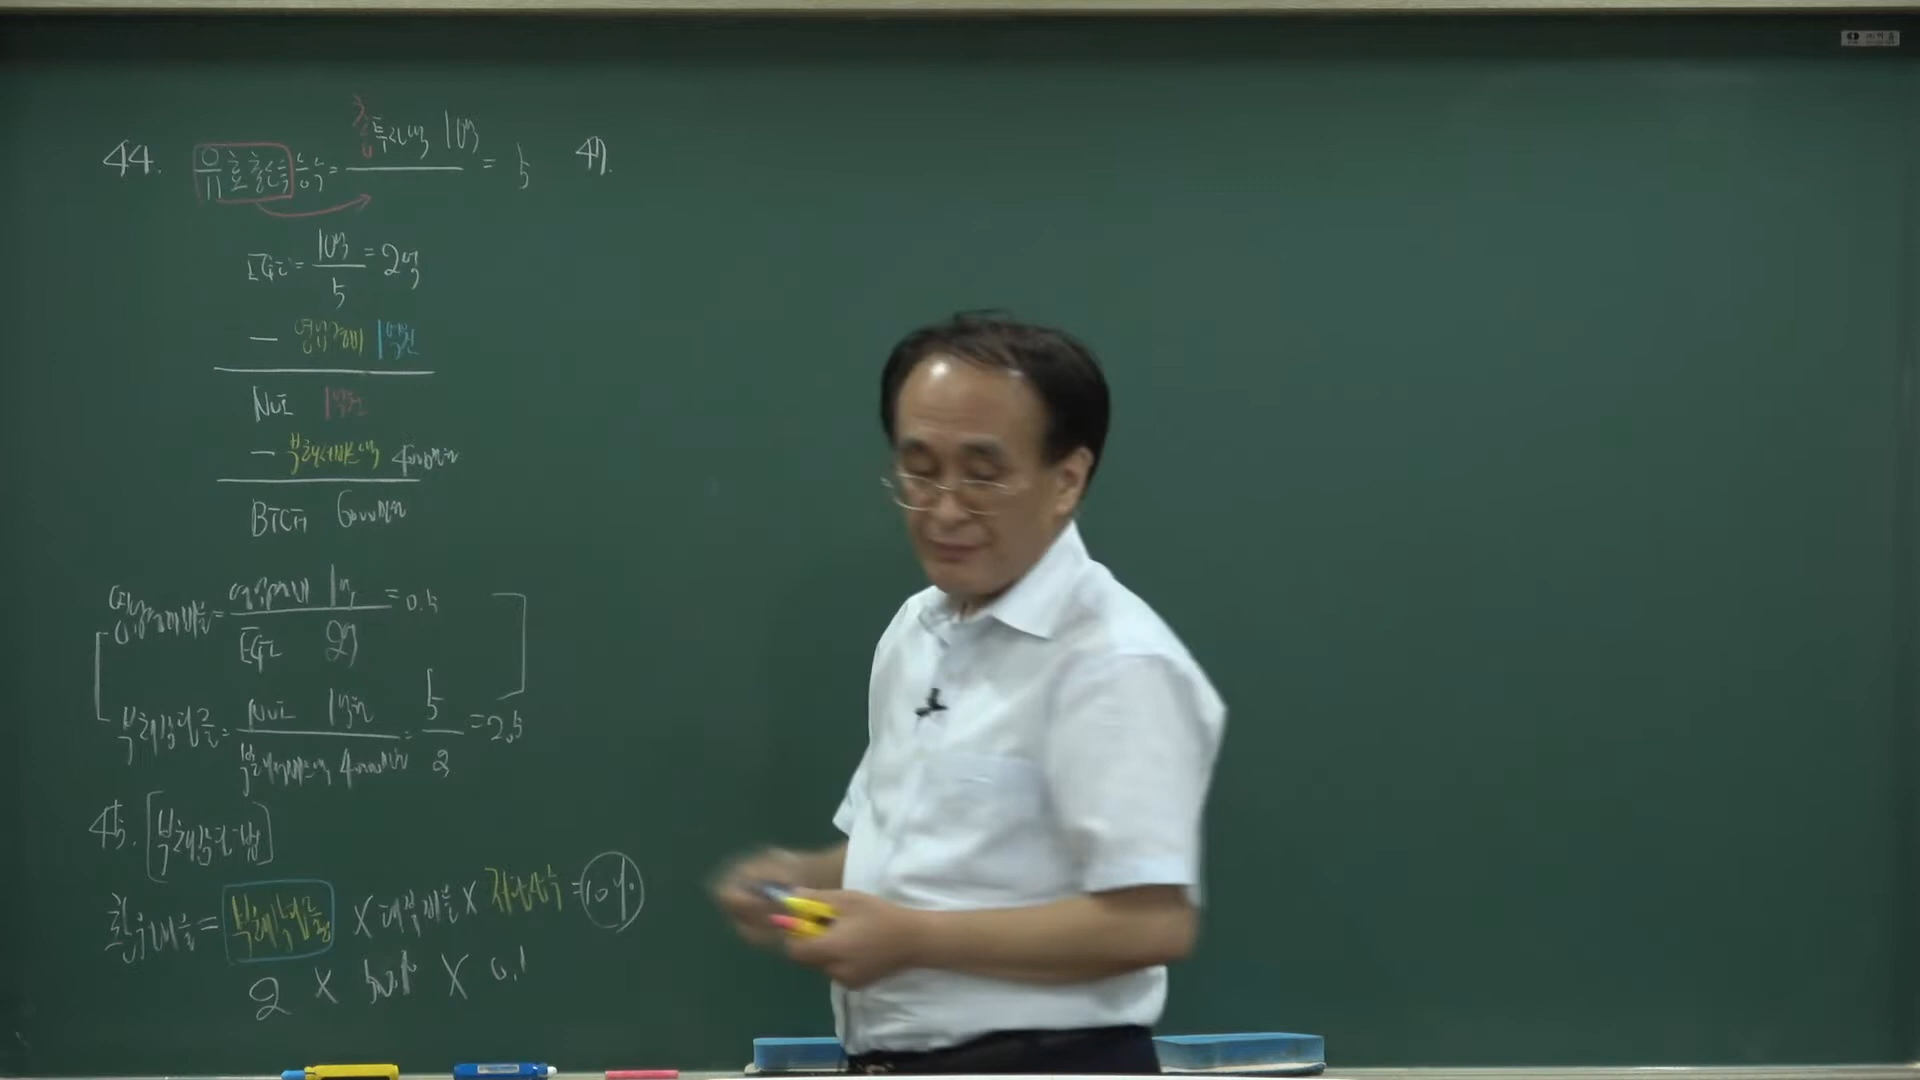 44. 유효총소득승수 = 총투자액 10억 / = 5
EGI = 10억 / 5 = 2억
- 영업경비 1억원
NOI 1억원
- 부채서비스액 4000만원
BTCF 6000만원
영업경비비율 = 영업경비 1억 / EGI 2억 = 0.5
부채감당률 = NOI 1억원 / 부채서비스액 4000만원 = 5 / 2 = 2.5
45. [부채감당법]
환원이율 = 부채감당률 × 대부비율 × 저당상수 = 10%
2 × 50% × 0.1
47.